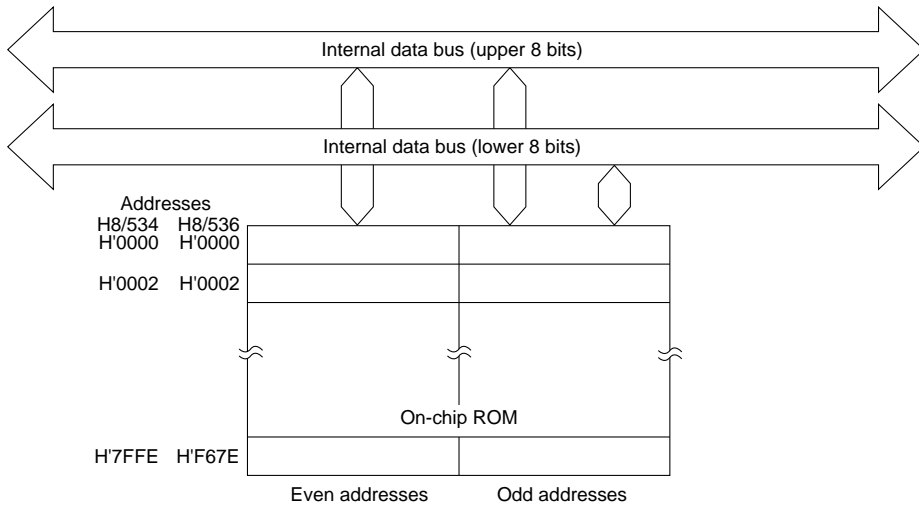 Internal data bus (upper 8 bits)
Internal data bus (lower 8 bits)
Addresses
H8/534 H8/536
H'0000 H'0000
H'0002 H'0002
On-chip ROM
H'7FFE H'F67E
Even addresses Odd addresses